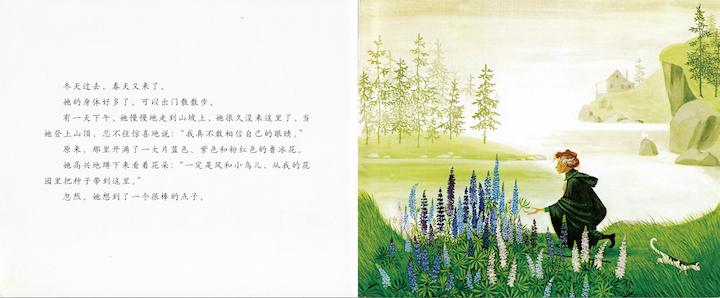 冬天过去，春天又来了。
她的身体好多了，可以出门散散步。
有一天下午，她慢慢地走到山坡上，她很久没来这里了。当
她登上山顶，忍不住惊喜地说：“我真不敢相信自己的眼睛。”
原来，那里开满了一大片蓝色、紫色和粉红色的鲁冰花。
她高兴地蹲下来看着花朵：“一定是风和小鸟儿，从我的花
园里把种子带到这里。”
忽然，她想到了一个很棒的点子。